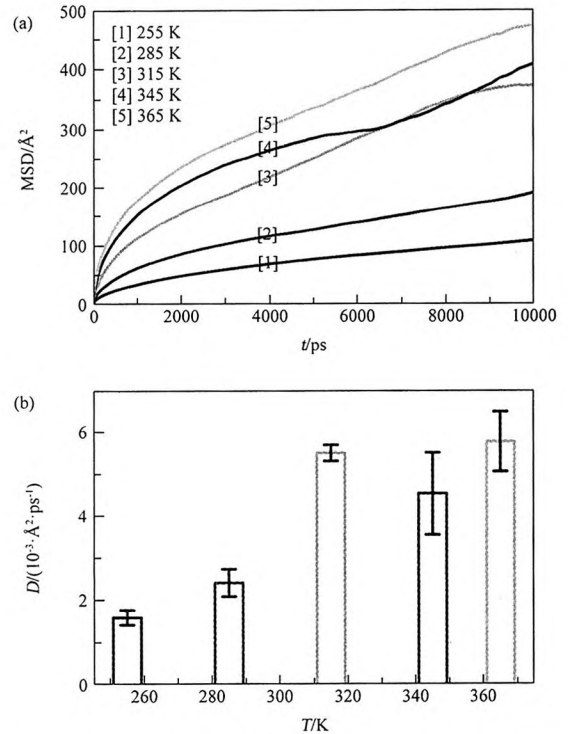 (a)
500
400
300
200
100
0
MSD/Å²
[1] 255 K
[2] 285 K
[3] 315 K
[4] 345 K
[5] 365 K
[5]
[4]
[3]
[2]
[1]
0 2000 4000 6000 8000 10000
t/ps
(b)
6
4
2
0
D/(10⁻³·Å²·ps⁻¹)
260 280 300 320 340 360
T/K